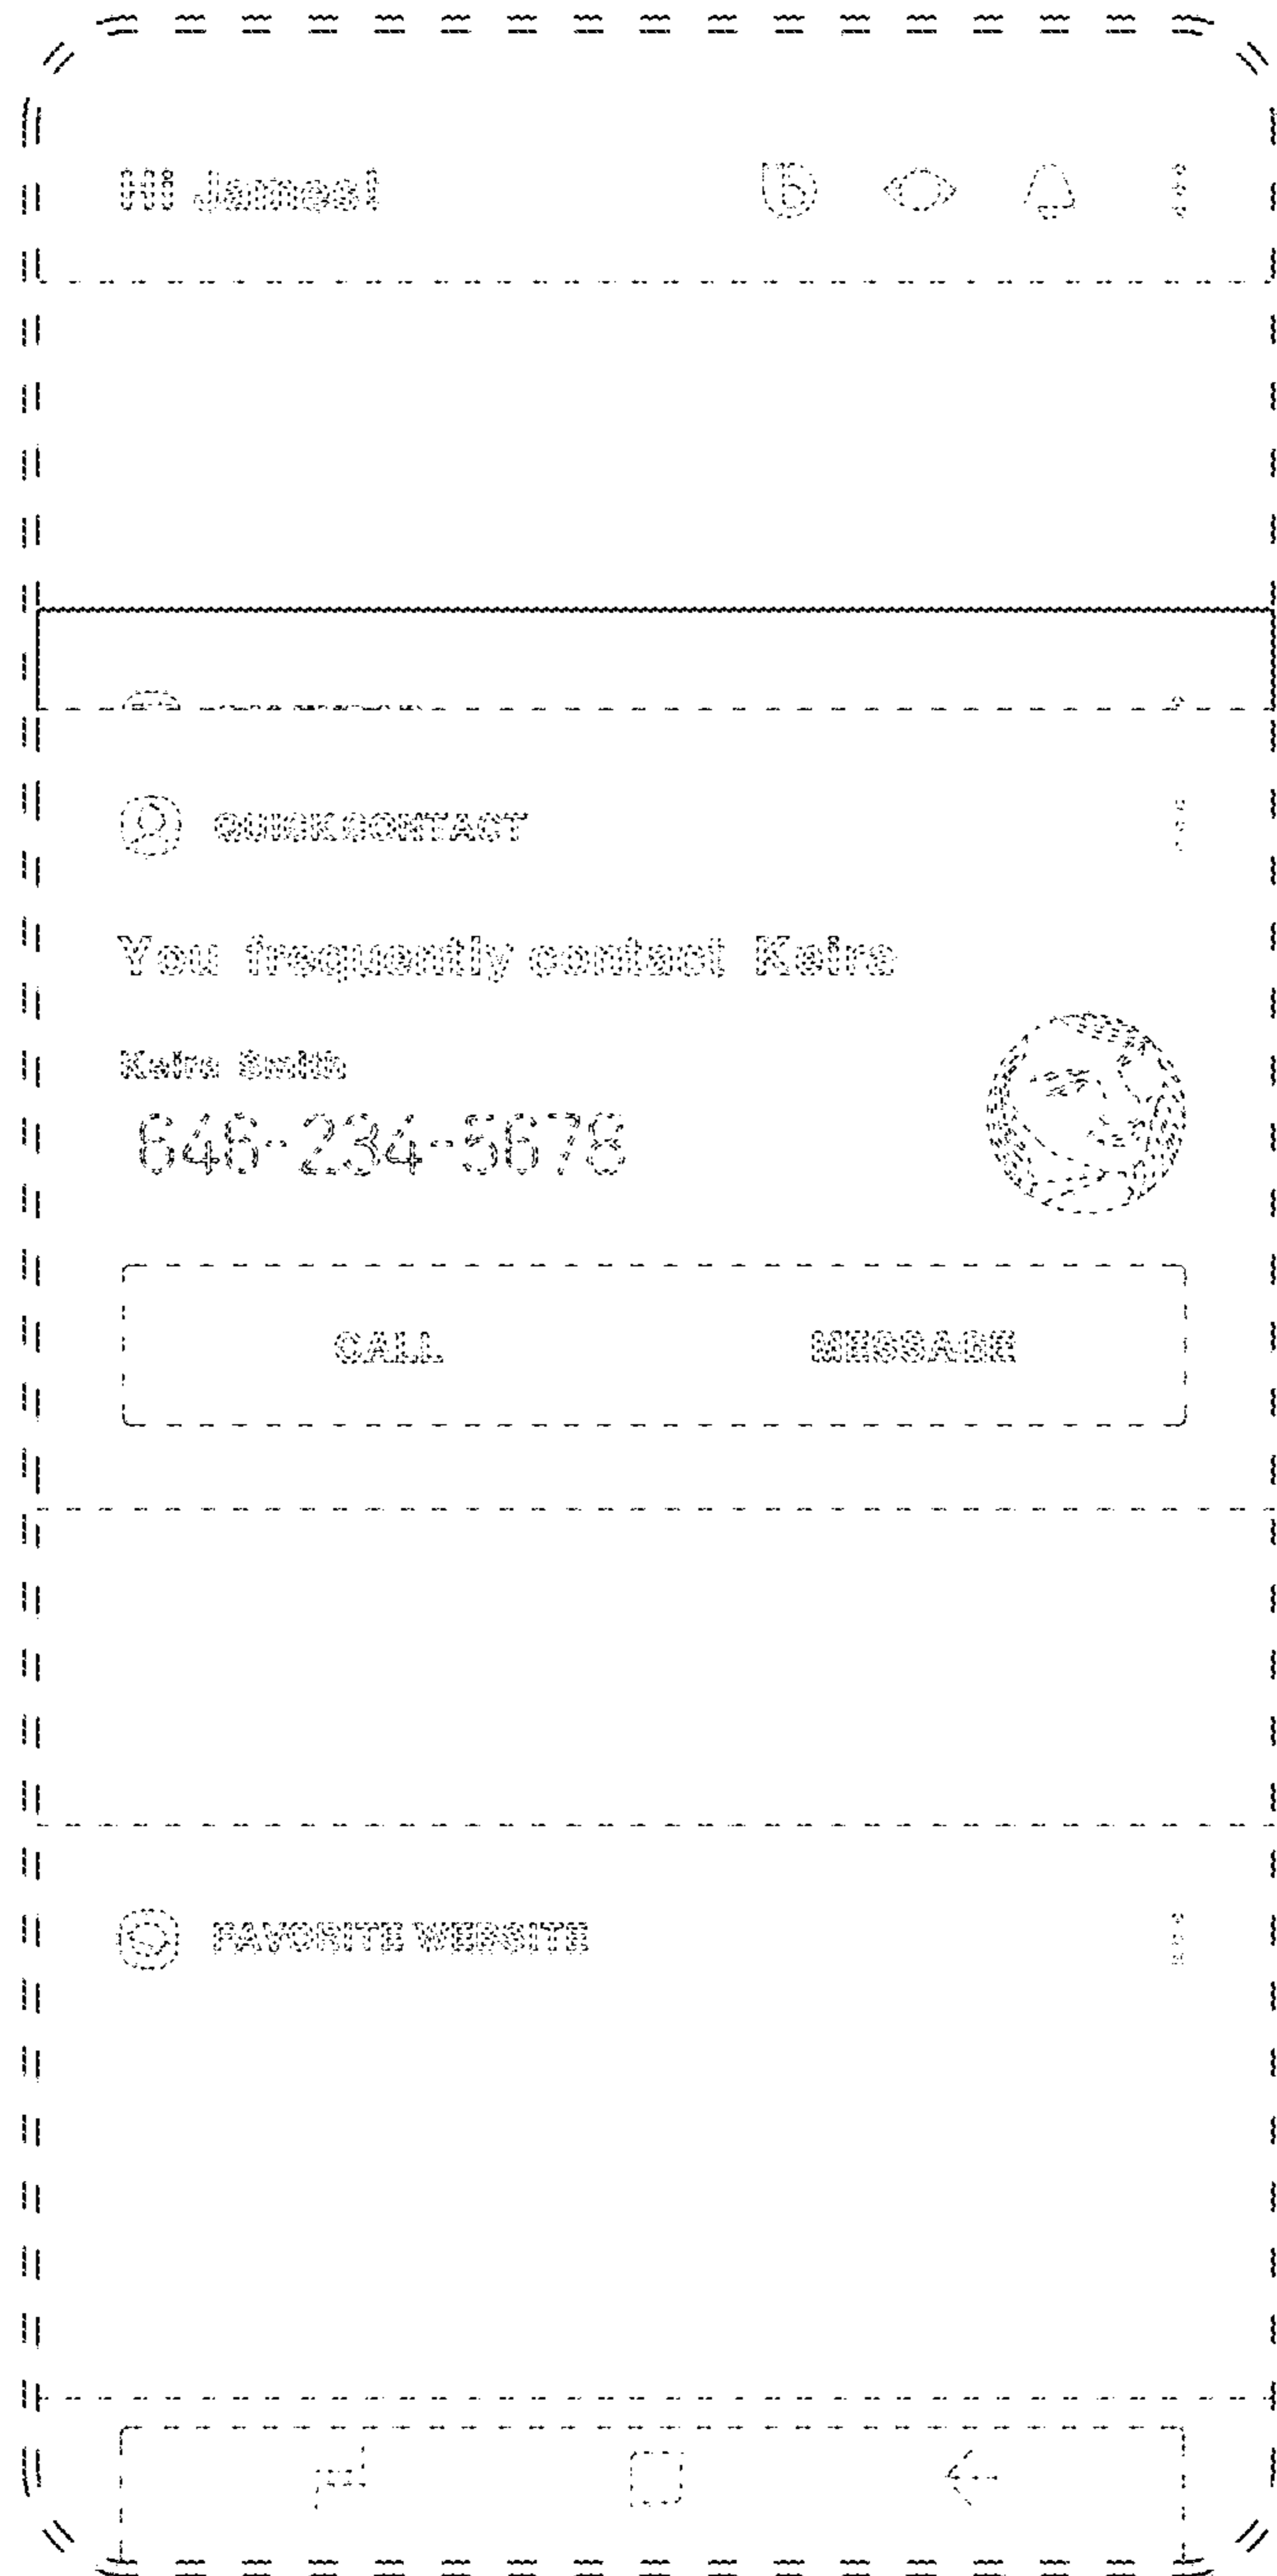 Hi James!
QUICK CONTACT
You frequently contact Keira
Keira Smith
646-234-5678
CALL MESSAGE
FAVORITE WEBSITE